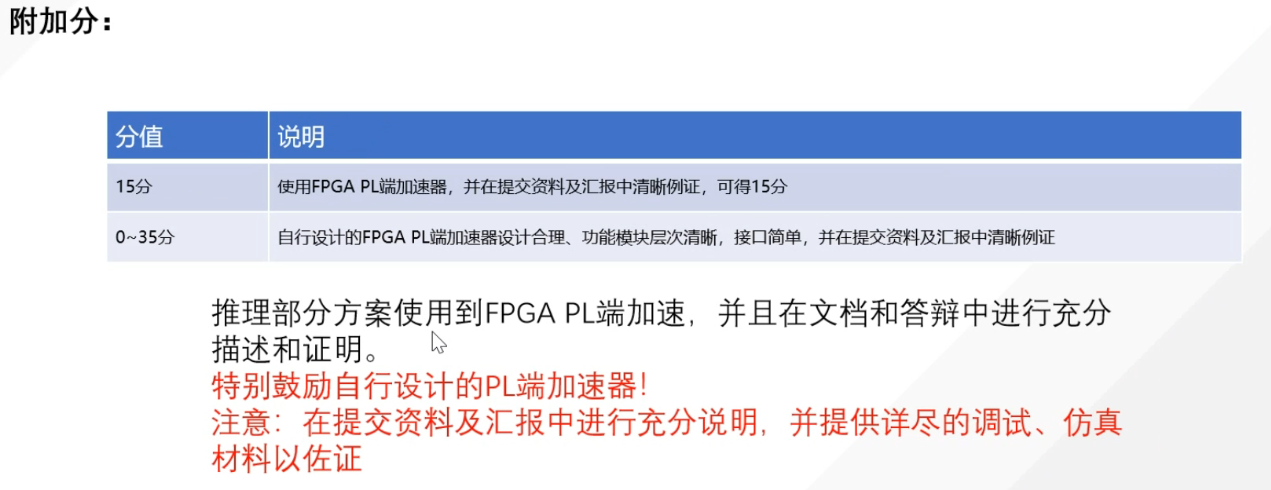 附加分：
分值 说明
15分 使用FPGA PL端加速器，并在提交资料及汇报中清晰例证，可得15分
0~35分 自行设计的FPGA PL端加速器设计合理、功能模块层次清晰，接口简单，并在提交资料及汇报中清晰例证
推理部分方案使用到FPGA PL端加速，并且在文档和答辩中进行充分
描述和证明。
特别鼓励自行设计的PL端加速器！
注意：在提交资料及汇报中进行充分说明，并提供详尽的调试、仿真
材料以佐证